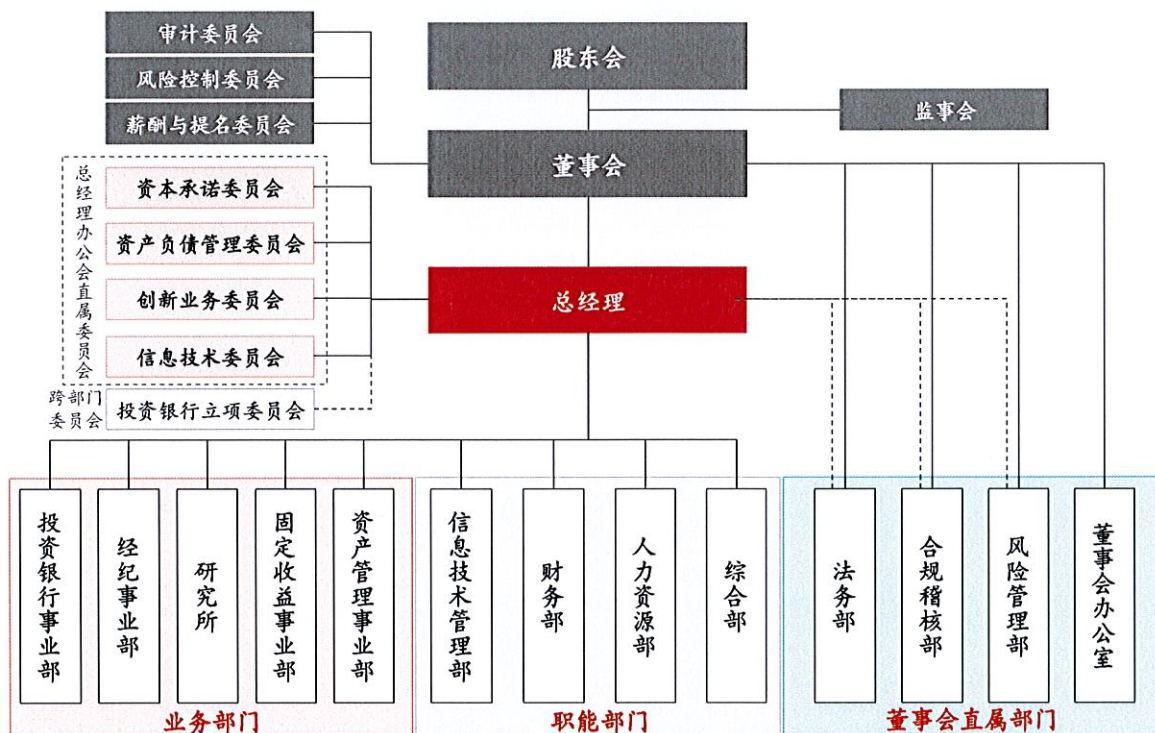 审计委员会
风险控制委员会
薪酬与提名委员会
股东会
监事会
董事会
总经理办公会直属委员会
资本承诺委员会
资产负债管理委员会
创新业务委员会
信息技术委员会
总经理
跨部门
委员会
投资银行立项委员会
投资银行事业部
经纪事业部
研究所
固定收益事业部
资产管理事业部
信息技术管理部
财务部
人力资源部
综合部
法务部
合规稽核部
风险管理部
董事会办公室
业务部门
职能部门
董事会直属部门